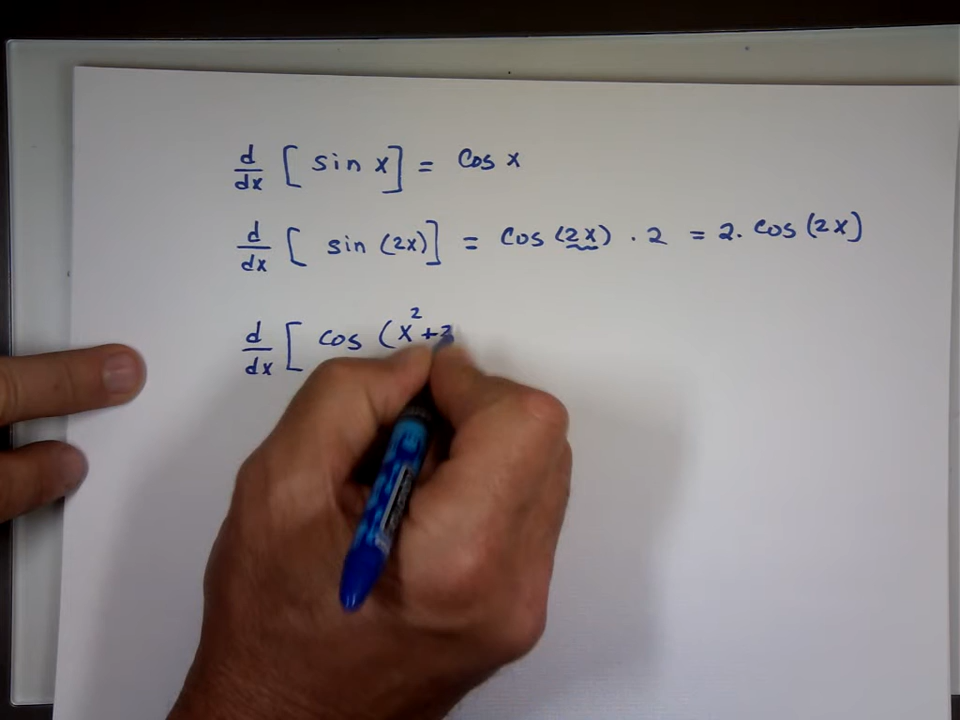 d/dx [ sin x ] = cos x
d/dx [ sin (2x) ] = cos (2x) · 2 = 2 · cos (2x)
d/dx [ cos (x² +